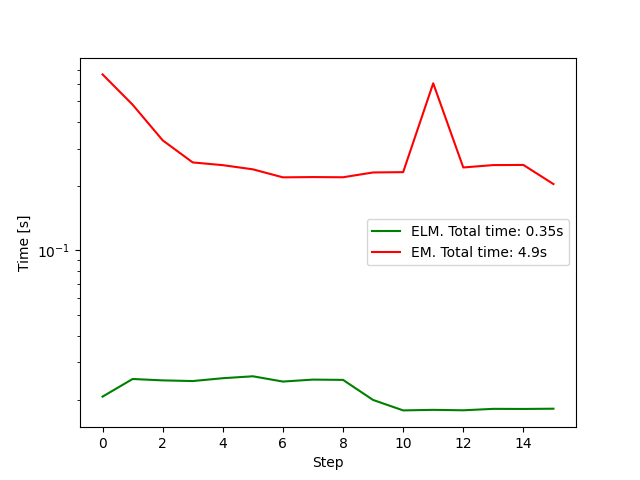 Time [s]
10⁻¹
ELM. Total time: 0.35s
EM. Total time: 4.9s
0 2 4 6 8 10 12 14
Step